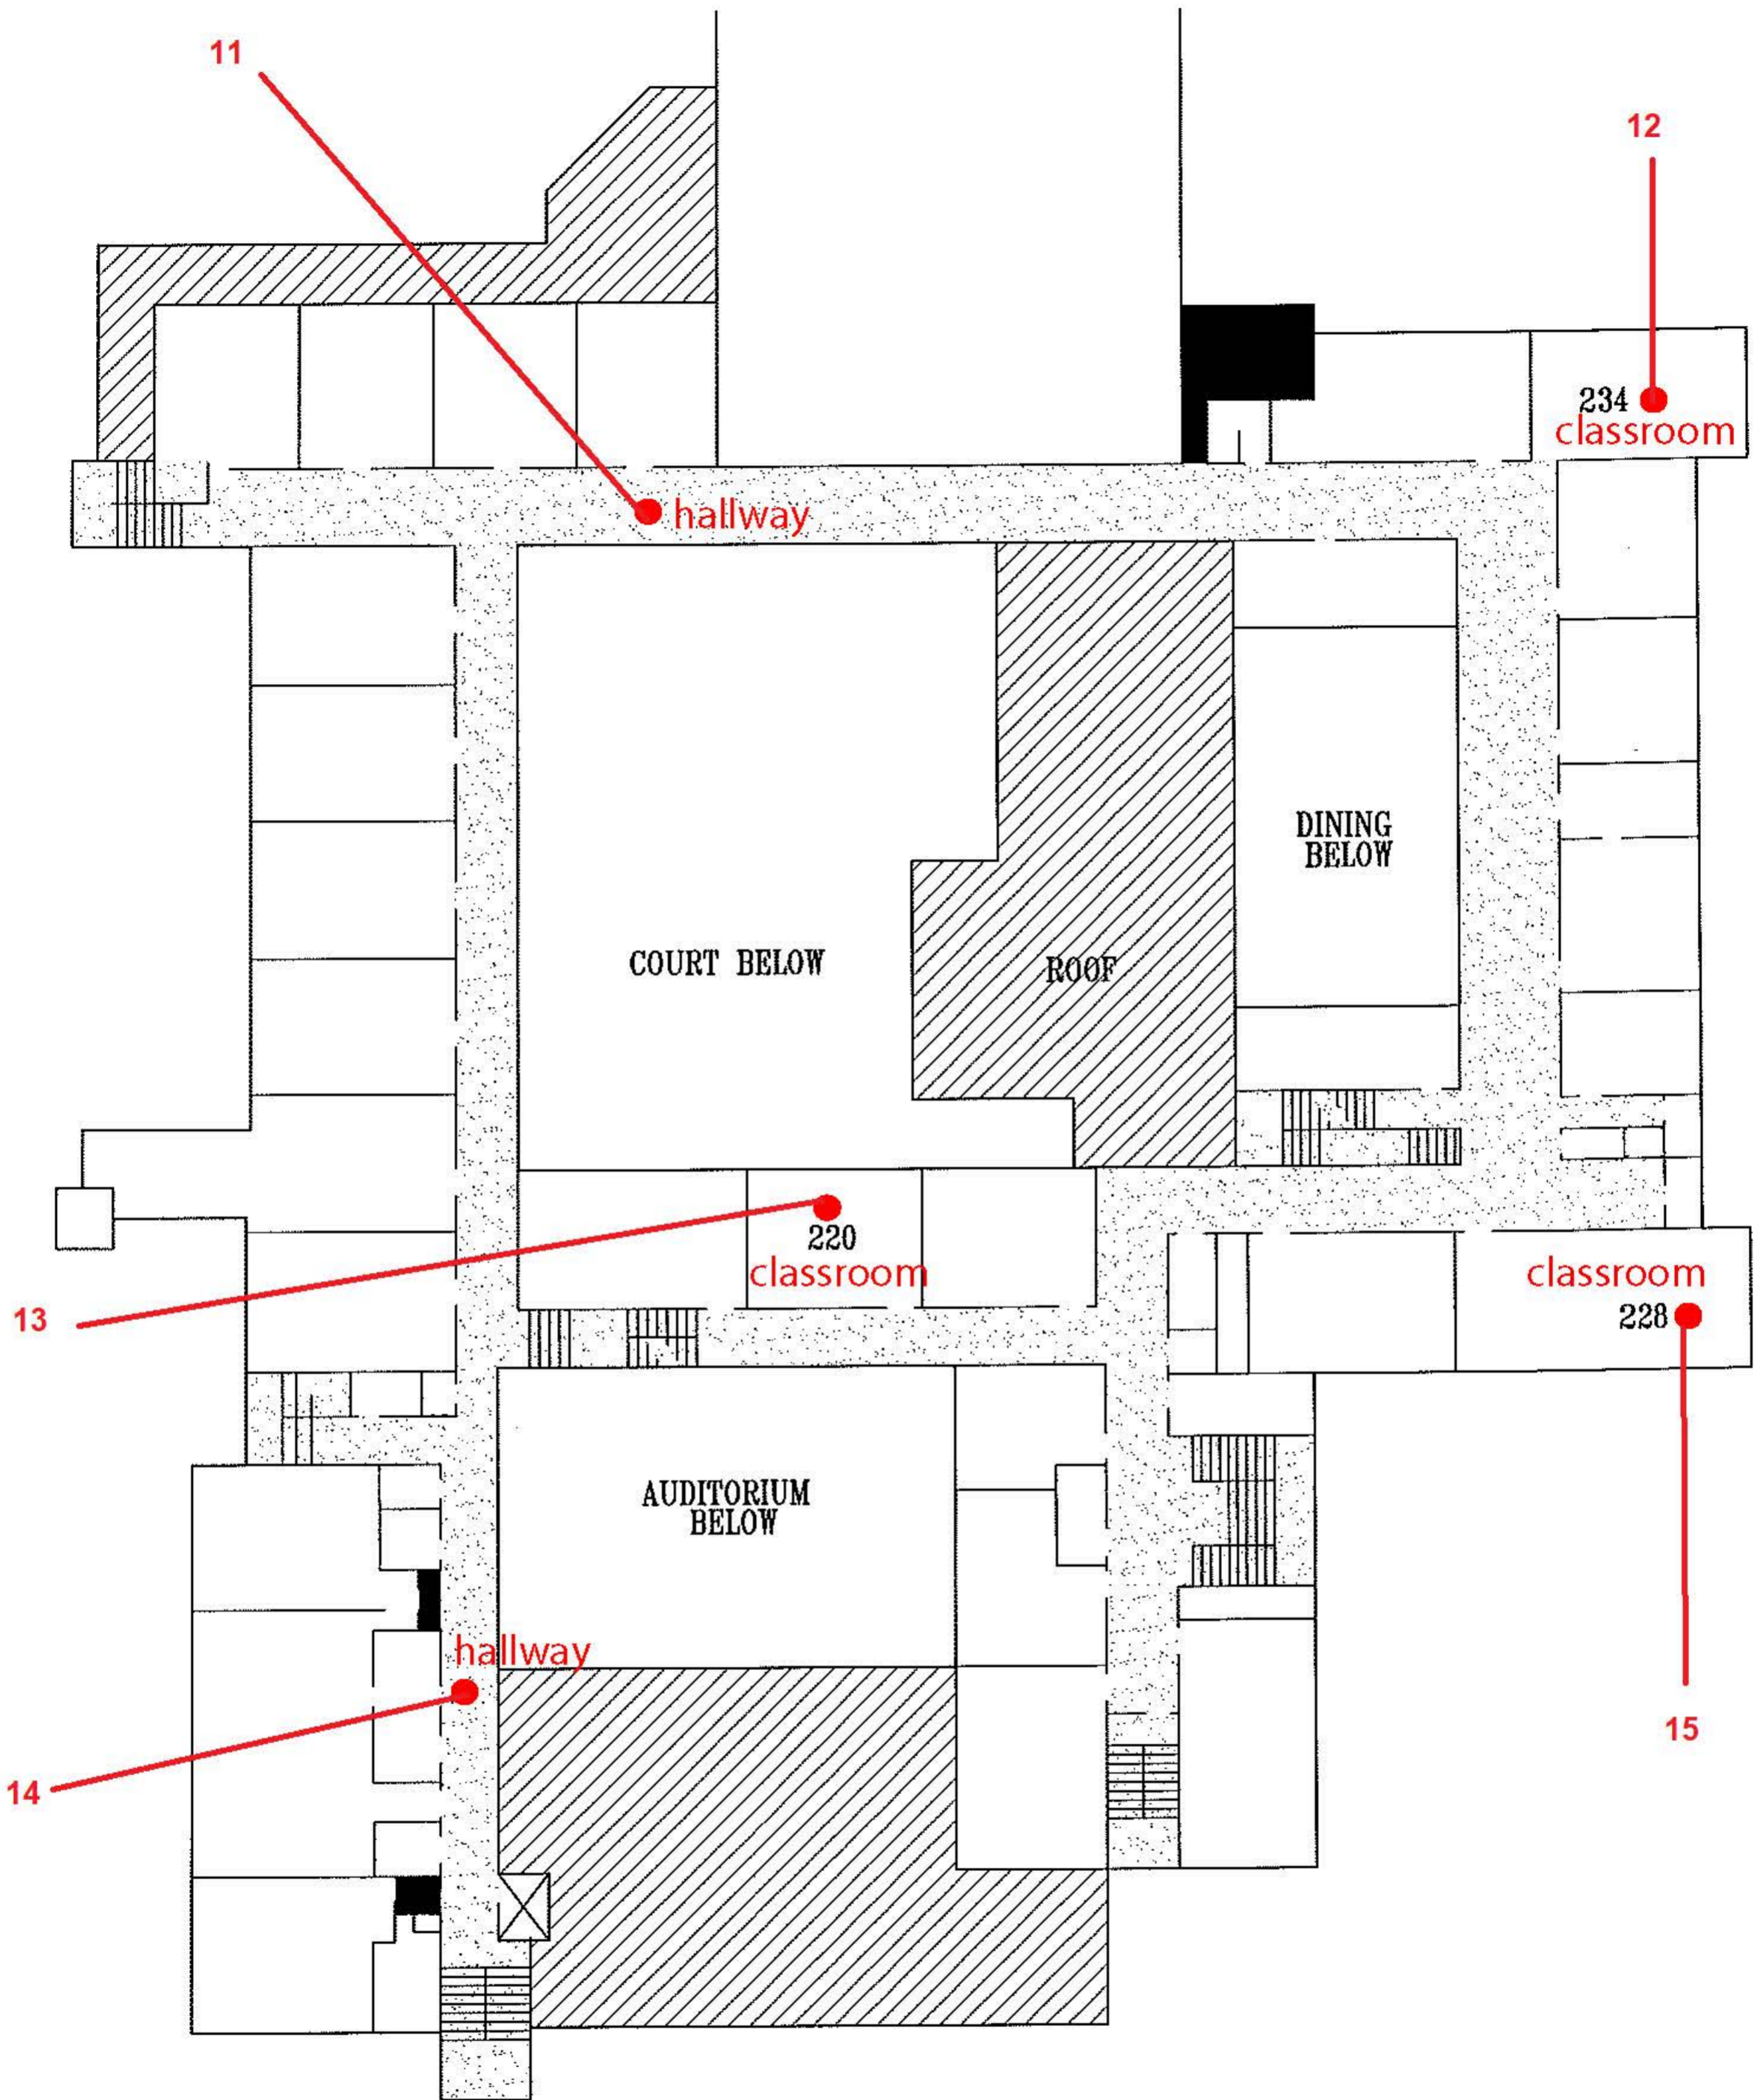 11
12
234
classroom
hallway
DINING
BELOW
COURT BELOW
ROOF
220
classroom
classroom
228
13
AUDITORIUM
BELOW
hallway
14
15